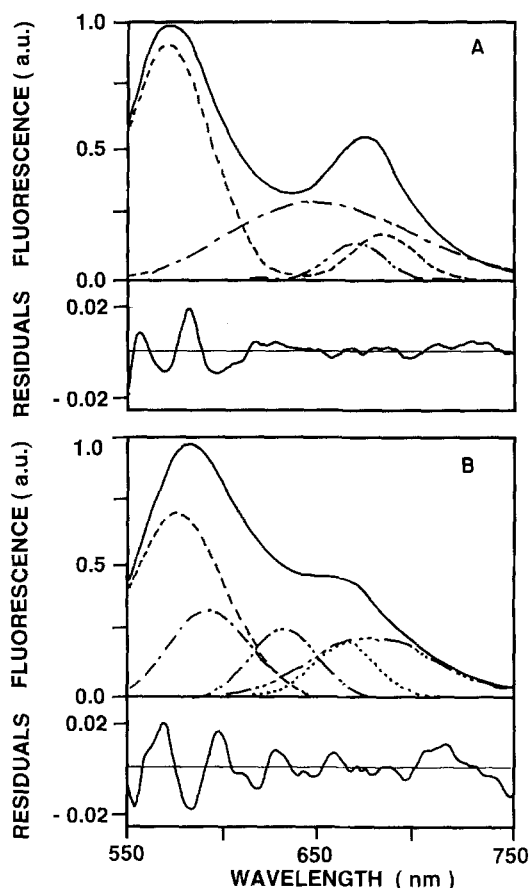 1.0
A
FLUORESCENCE ( a.u.)
0.5
0.0
0.02
RESIDUALS
- 0.02
1.0
B
FLUORESCENCE ( a.u.)
0.5
0.0
0.02
RESIDUALS
- 0.02
550 650 750
WAVELENGTH ( nm )